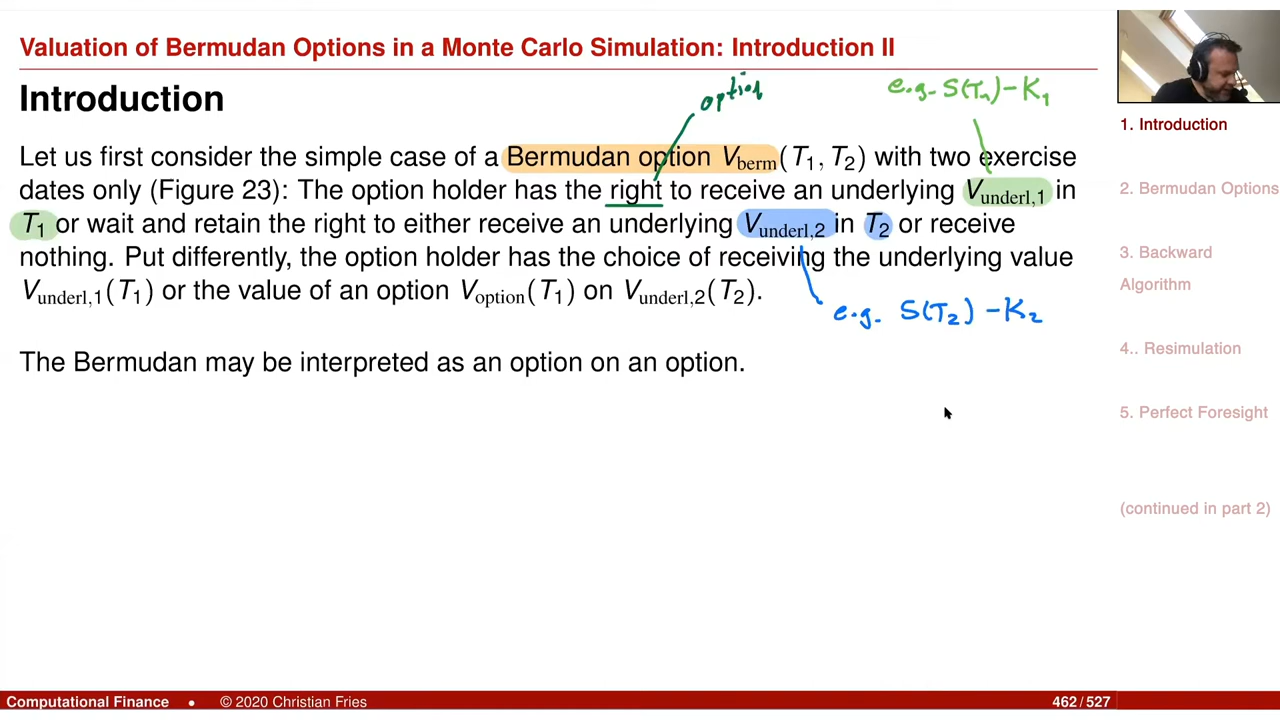 Valuation of Bermudan Options in a Monte Carlo Simulation: Introduction II
Introduction
option
e.g. S(T₁) – K₁
Let us first consider the simple case of a Bermudan option V_berm(T₁, T₂) with two exercise
dates only (Figure 23): The option holder has the right to receive an underlying V_underl,1 in
T₁ or wait and retain the right to either receive an underlying V_underl,2 in T₂ or receive
nothing. Put differently, the option holder has the choice of receiving the underlying value
V_underl,1(T₁) or the value of an option V_option(T₁) on V_underl,2(T₂).
e.g. S(T₂) – K₂
The Bermudan may be interpreted as an option on an option.
1. Introduction
2. Bermudan Options
3. Backward
Algorithm
4.. Resimulation
5. Perfect Foresight
(continued in part 2)
Computational Finance • © 2020 Christian Fries 462 / 527